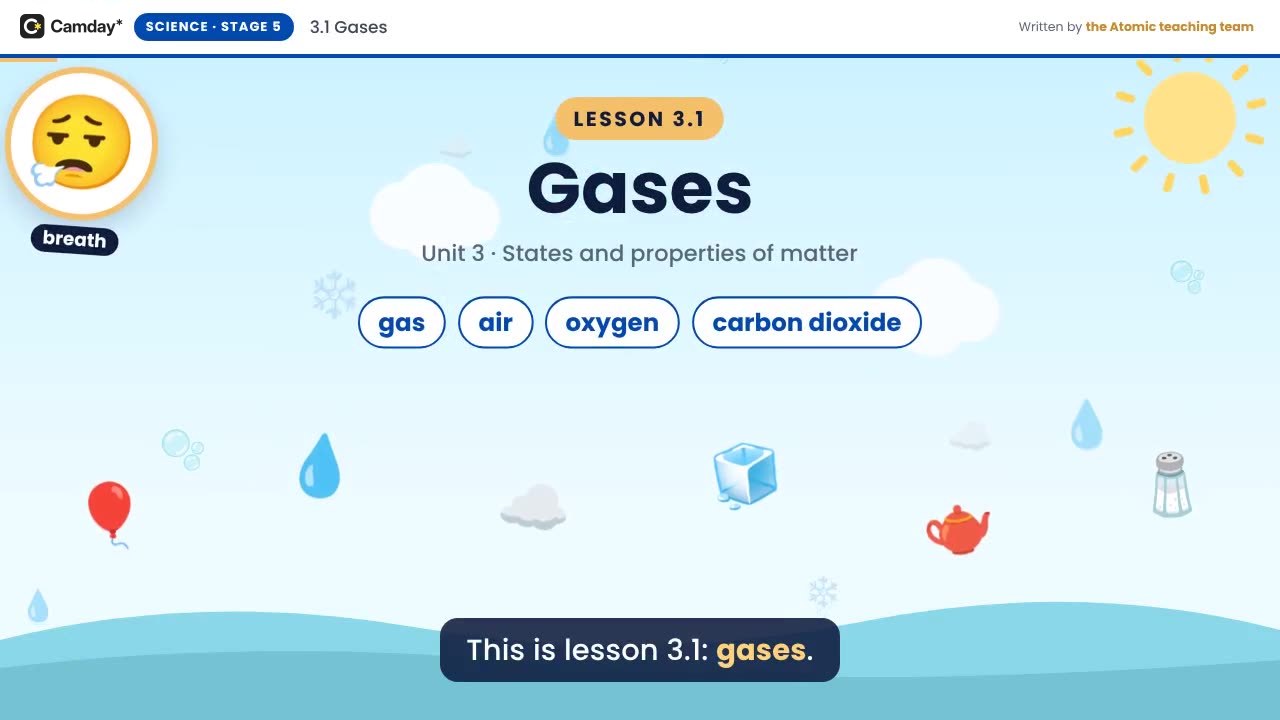 Camday*
SCIENCE · STAGE 5
3.1 Gases
Written by the Atomic teaching team
breath
LESSON 3.1
Gases
Unit 3 · States and properties of matter
gas
air
oxygen
carbon dioxide
This is lesson 3.1: gases.